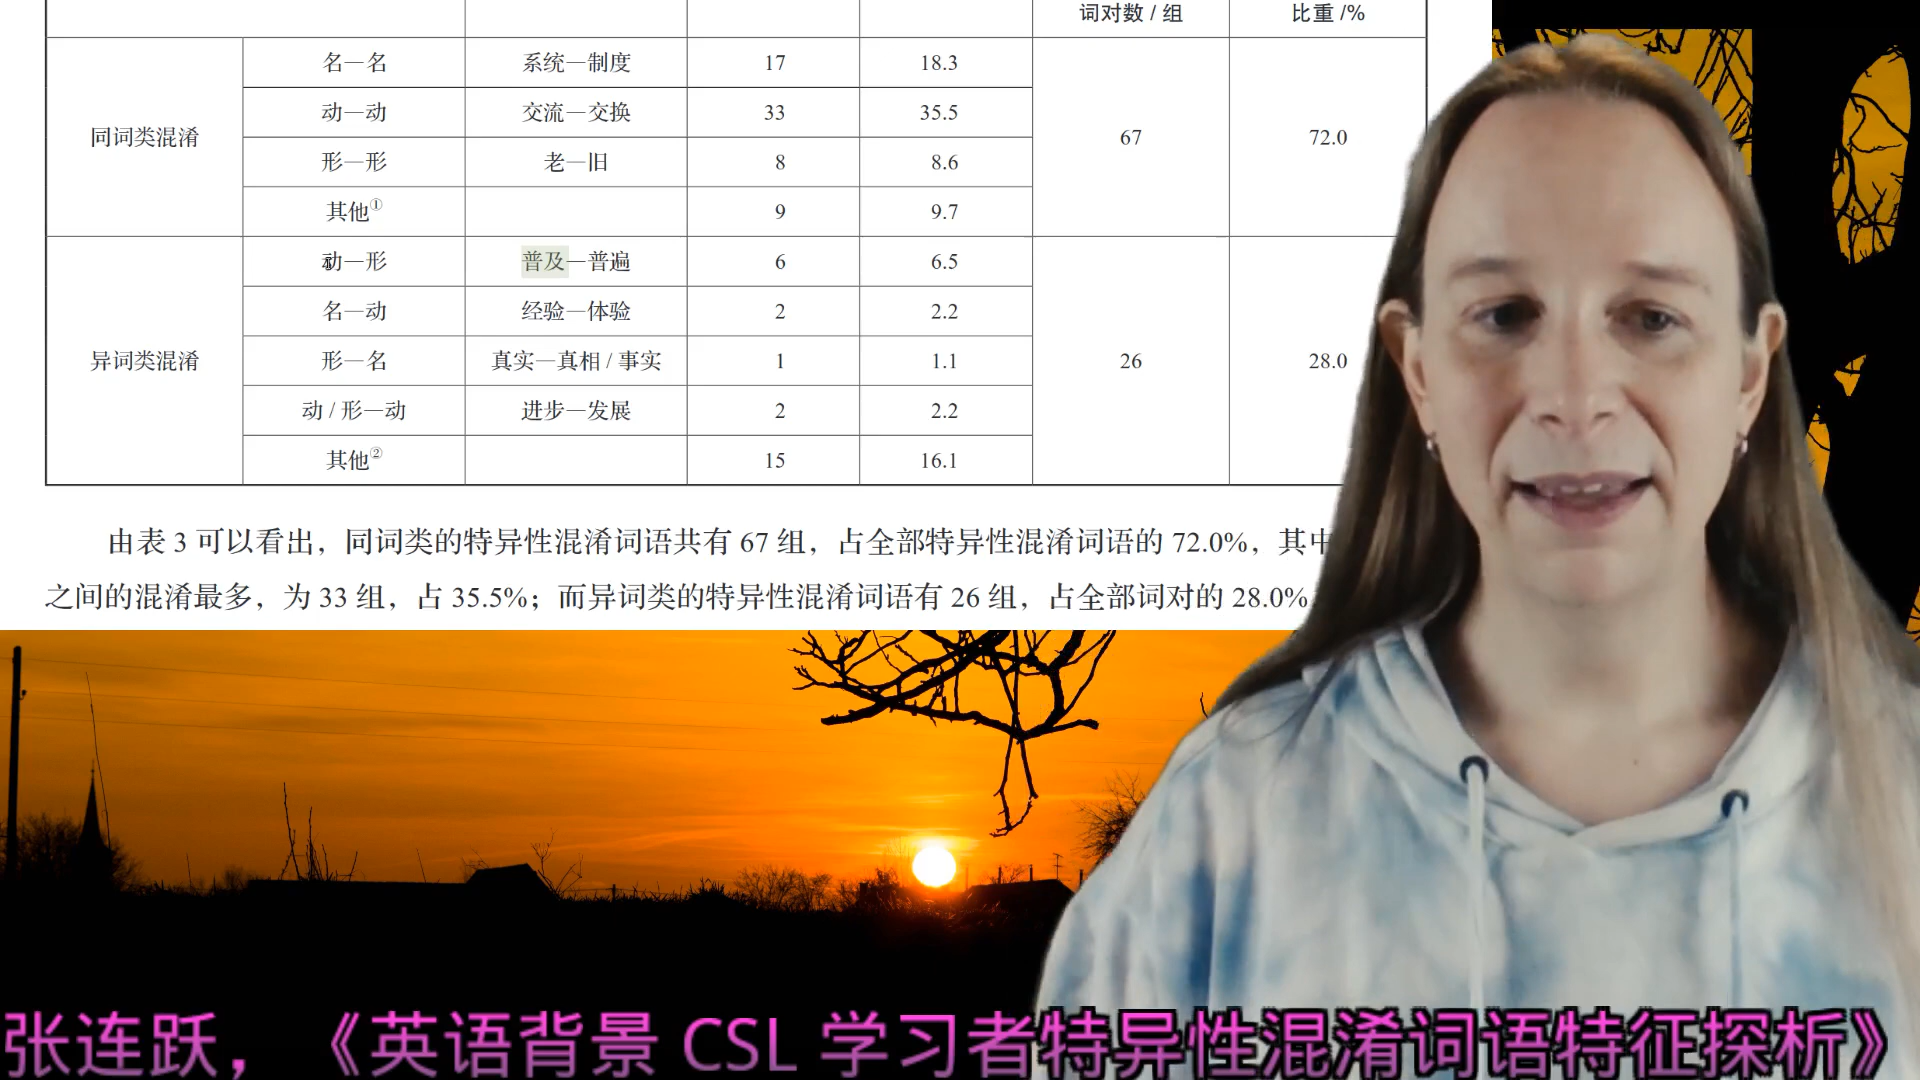 词对数 / 组 比重 /%
同词类混淆 名—名 系统—制度 17 18.3 67 72.0
动—动 交流—交换 33 35.5
形—形 老—旧 8 8.6
其他① 9 9.7
异词类混淆 动—形 普及—普遍 6 6.5 26 28.0
名—动 经验—体验 2 2.2
形—名 真实—真相 / 事实 1 1.1
动 / 形—动 进步—发展 2 2.2
其他② 15 16.1
由表 3 可以看出，同词类的特异性混淆词语共有 67 组，占全部特异性混淆词语的 72.0%，其中
之间的混淆最多，为 33 组，占 35.5%；而异词类的特异性混淆词语有 26 组，占全部词对的 28.0%
张连跃，《英语背景 CSL 学习者特异性混淆词语特征探析》